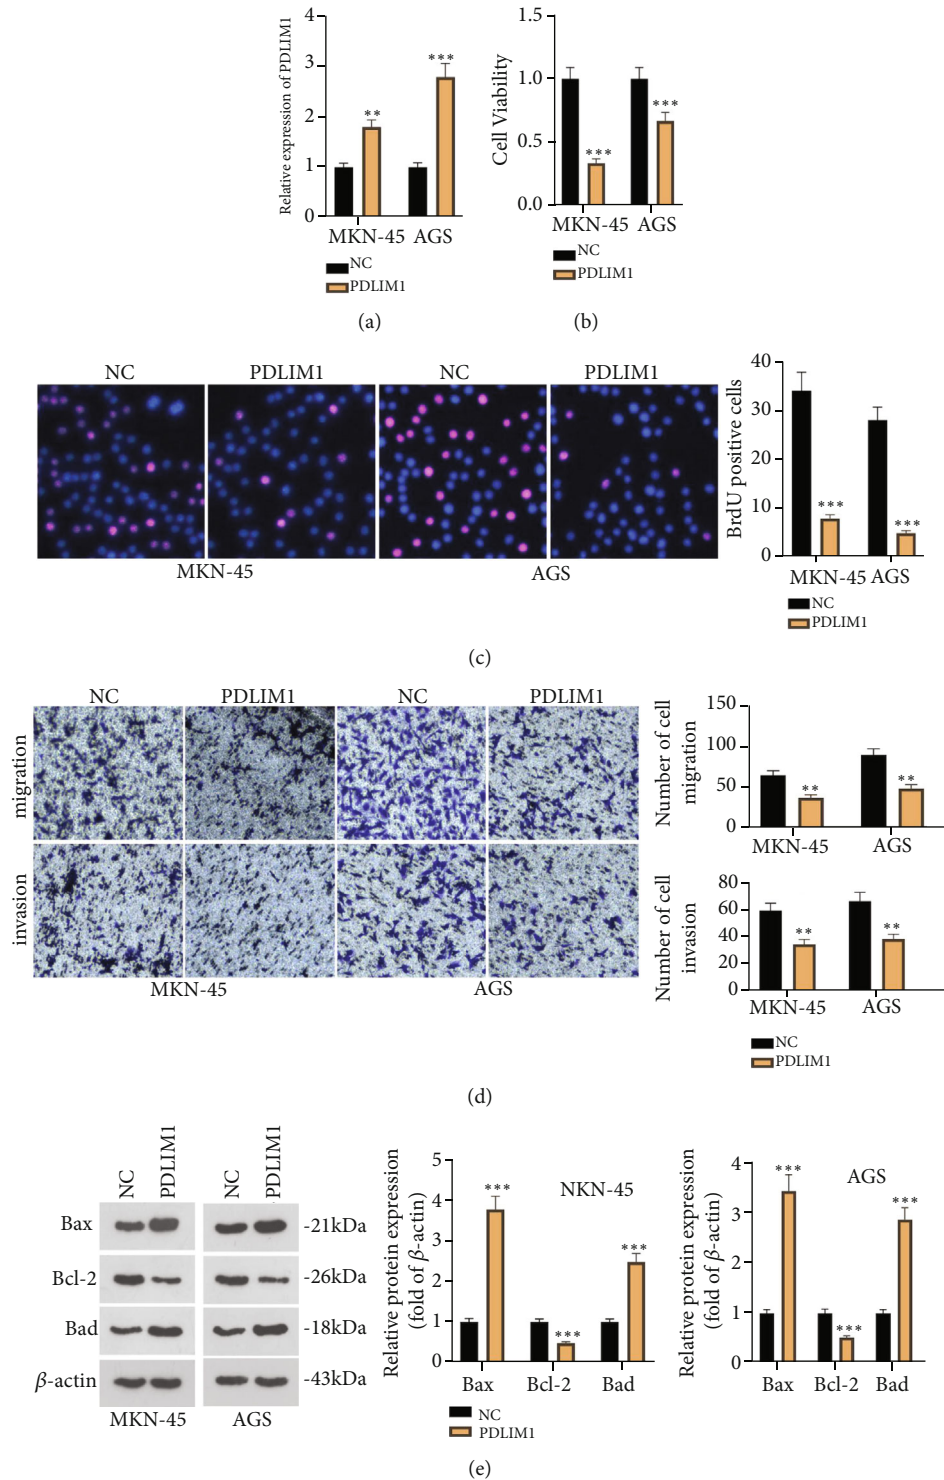 Relative expression of PDLIM1
4
3
2
1
0
** ***
MKN-45 AGS
NC
PDLIM1
(a)
Cell Viability
1.5
1.0
0.5
0.0
*** ***
MKN-45 AGS
NC
PDLIM1
(b)
NC PDLIM1 NC PDLIM1
MKN-45 AGS
BrdU positive cells
40
30
20
10
0
*** ***
MKN-45 AGS
NC
PDLIM1
(c)
NC PDLIM1 NC PDLIM1
migration
invasion
MKN-45 AGS
Number of cell
migration
150
100
50
0
** **
MKN-45 AGS
Number of cell
invasion
80
60
40
20
0
** **
MKN-45 AGS
NC
PDLIM1
(d)
NC PDLIM1 NC PDLIM1
Bax -21kDa
Bcl-2 -26kDa
Bad -18kDa
β-actin -43kDa
MKN-45 AGS
Relative protein expression
(fold of β-actin)
5
4
3
2
1
0
NKN-45
*** *** ***
Bax Bcl-2 Bad
NC
PDLIM1
Relative protein expression
(fold of β-actin)
4
3
2
1
0
AGS
*** *** ***
Bax Bcl-2 Bad
(e)